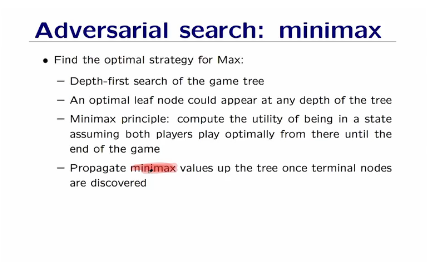 Adversarial search: minimax
• Find the optimal strategy for Max:
– Depth-first search of the game tree
– An optimal leaf node could appear at any depth of the tree
– Minimax principle: compute the utility of being in a state
assuming both players play optimally from there until the
end of the game
– Propagate minimax values up the tree once terminal nodes
are discovered